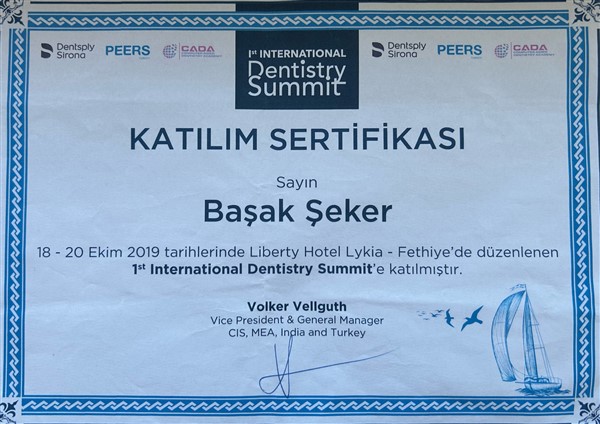 Dentsply
Sirona
PEERS
CADA
1st INTERNATIONAL
Dentistry
Summit
Dentsply
Sirona
PEERS
CADA
KATILIM SERTİFİKASI
Sayın
Başak Şeker
18 - 20 Ekim 2019 tarihlerinde Liberty Hotel Lykia - Fethiye'de düzenlenen
1st International Dentistry Summit'e katılmıştır.
Volker Vellguth
Vice President & General Manager
CIS, MEA, India and Turkey